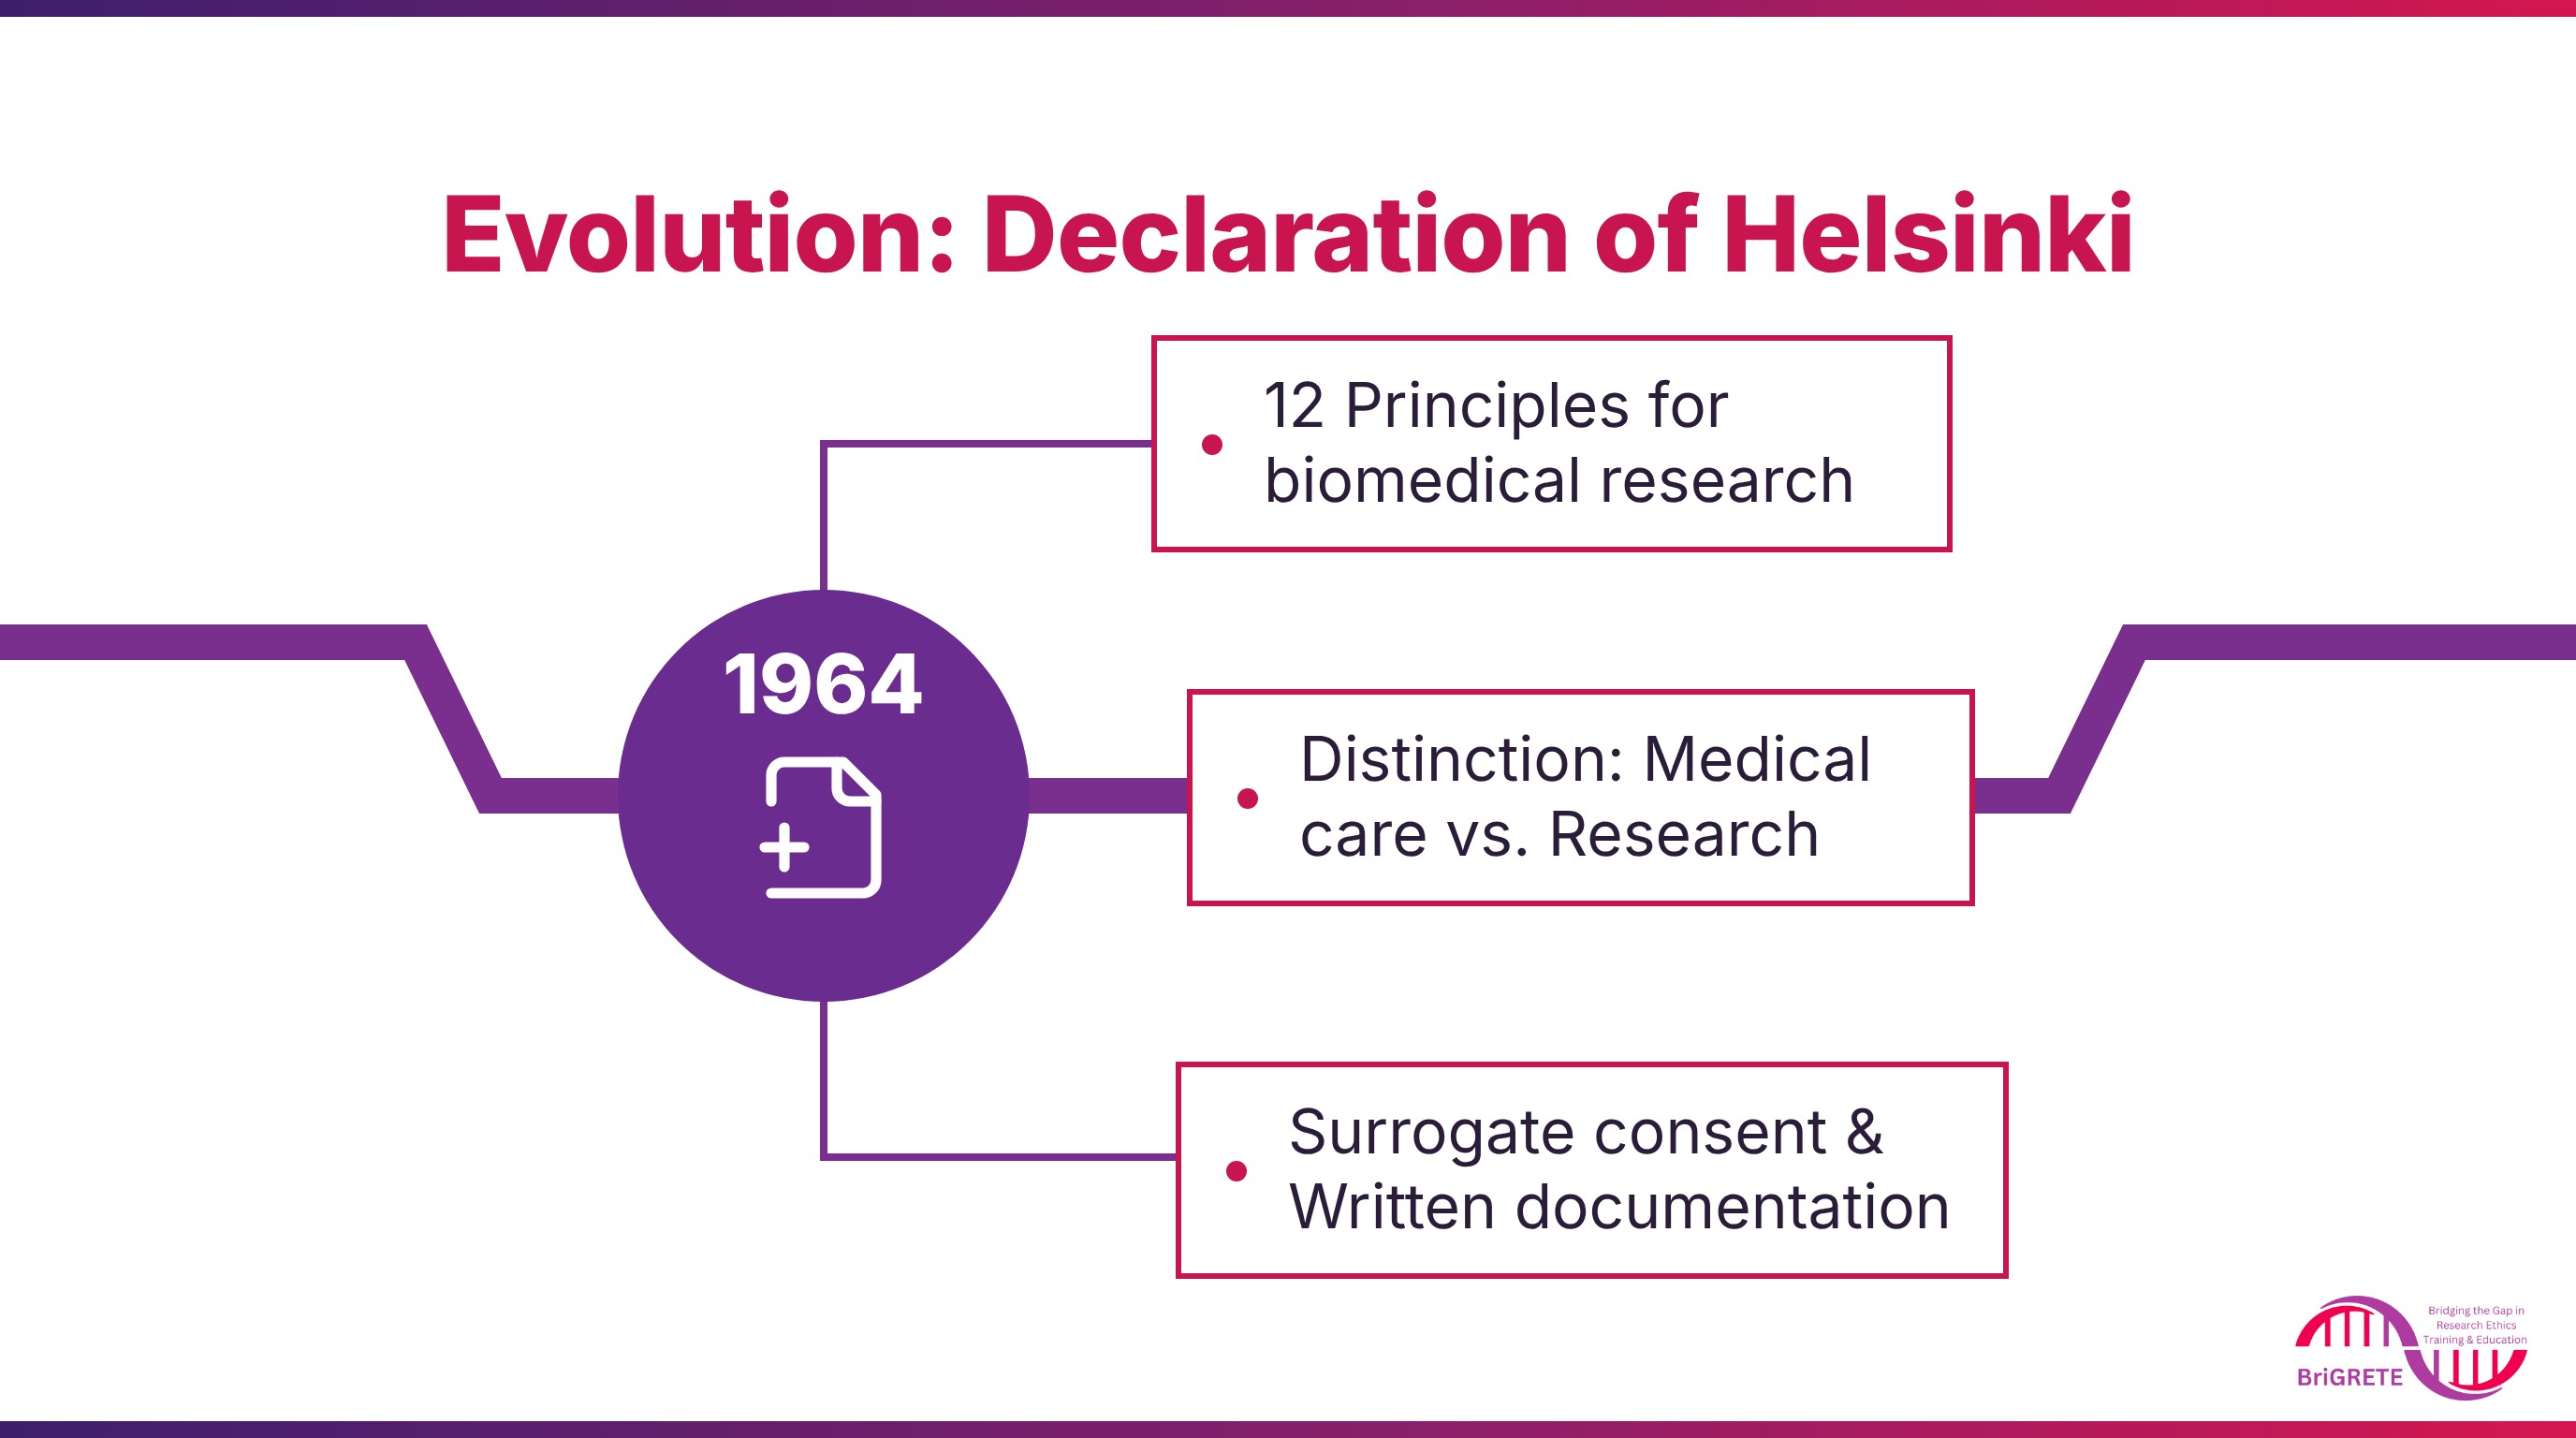 Evolution: Declaration of Helsinki
12 Principles for
biomedical research
1964
Distinction: Medical
care vs. Research
Surrogate consent &
Written documentation
Bridging the Gap in
Research Ethics
Training & Education
BriGRETE